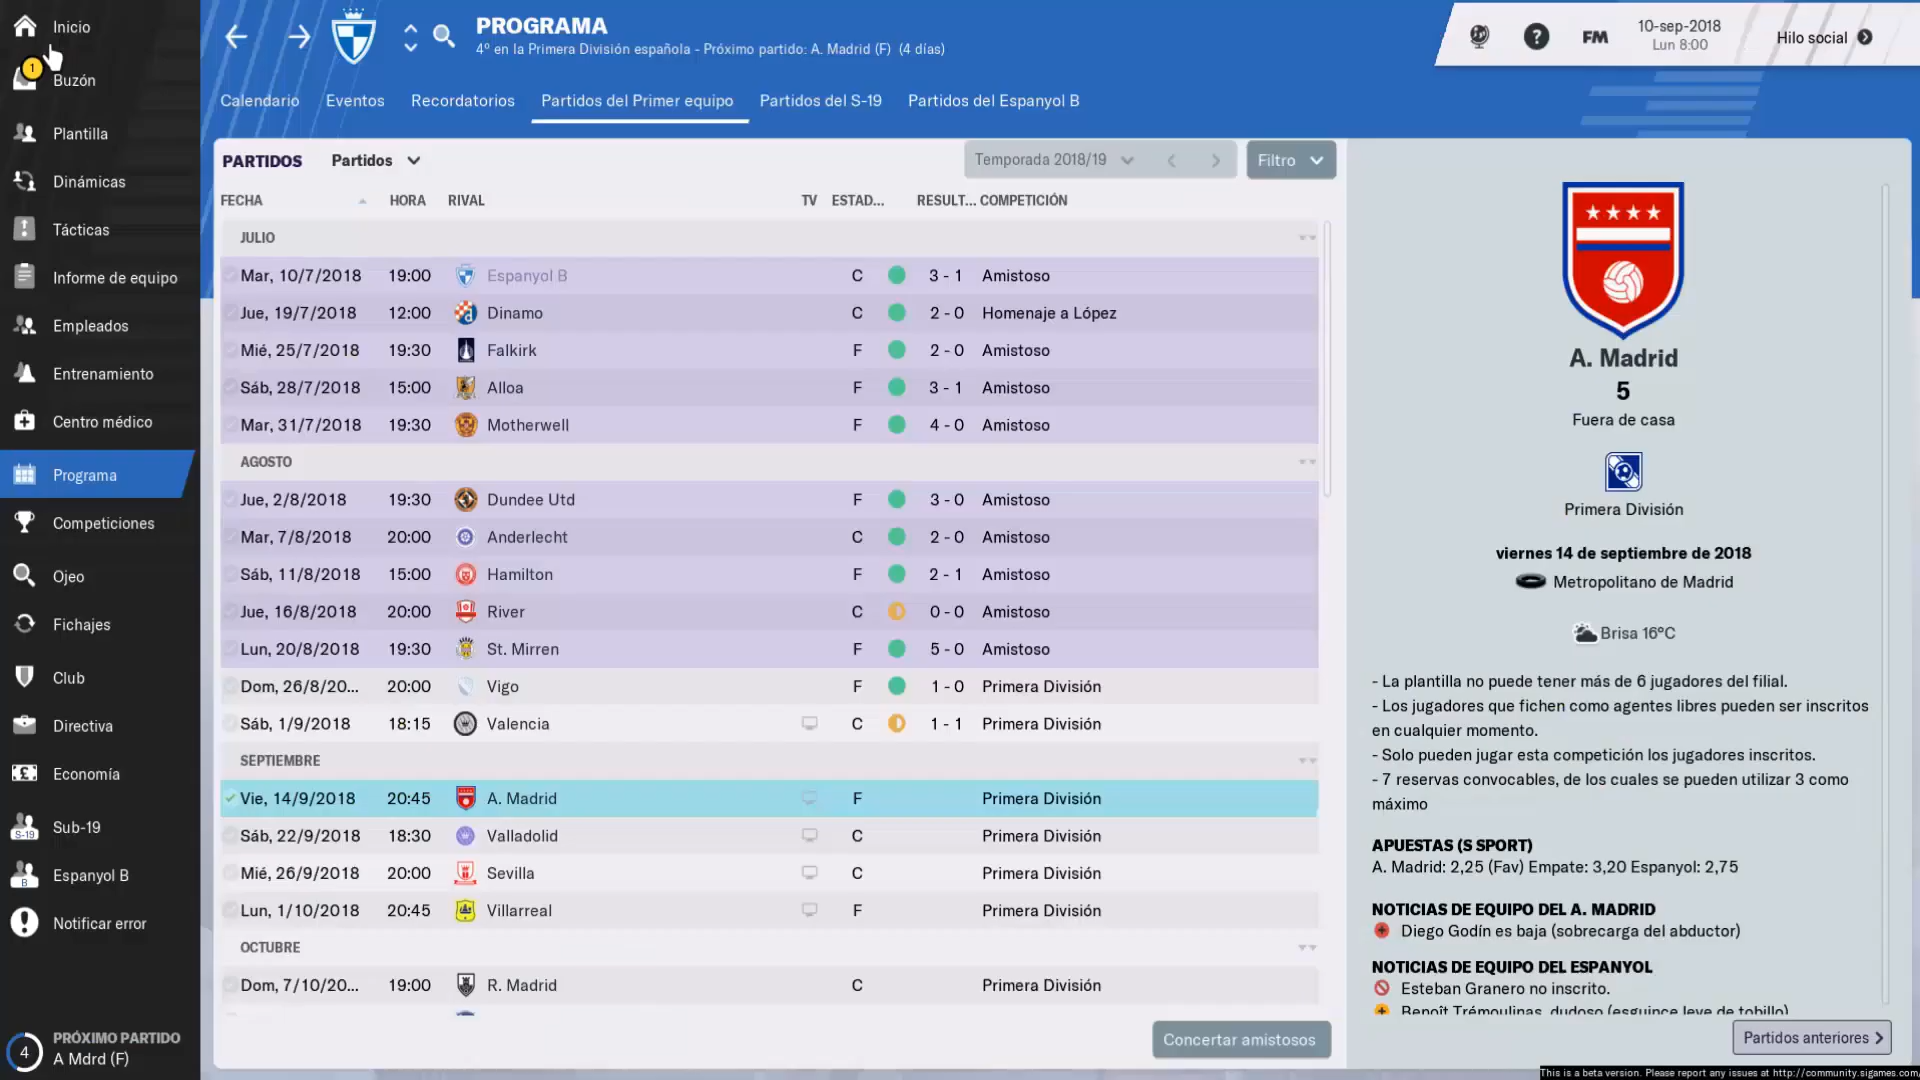 Inicio
1
Buzón
Plantilla
Dinámicas
Tácticas
Informe de equipo
Empleados
Entrenamiento
Centro médico
Programa
Competiciones
Ojeo
Fichajes
Club
Directiva
Economía
S-19
Sub-19
B
Espanyol B
Notificar error
4
PRÓXIMO PARTIDO
A Mdrd (F)
PROGRAMA
4º en la Primera División española - Próximo partido: A. Madrid (F) (4 días)
FM
10-sep-2018
Lun 8:00
Hilo social
Calendario Eventos Recordatorios Partidos del Primer equipo Partidos del S-19 Partidos del Espanyol B
PARTIDOS Partidos Temporada 2018/19 Filtro
FECHA HORA RIVAL TV ESTAD... RESULT... COMPETICIÓN
JULIO
Mar, 10/7/2018 19:00 Espanyol B C 3 - 1 Amistoso
Jue, 19/7/2018 12:00 Dinamo C 2 - 0 Homenaje a López
Mié, 25/7/2018 19:30 Falkirk F 2 - 0 Amistoso
Sáb, 28/7/2018 15:00 Alloa F 3 - 1 Amistoso
Mar, 31/7/2018 19:30 Motherwell F 4 - 0 Amistoso
AGOSTO
Jue, 2/8/2018 19:30 Dundee Utd F 3 - 0 Amistoso
Mar, 7/8/2018 20:00 Anderlecht C 2 - 0 Amistoso
Sáb, 11/8/2018 15:00 Hamilton F 2 - 1 Amistoso
Jue, 16/8/2018 20:00 River C 0 - 0 Amistoso
Lun, 20/8/2018 19:30 St. Mirren F 5 - 0 Amistoso
Dom, 26/8/20... 20:00 Vigo F 1 - 0 Primera División
Sáb, 1/9/2018 18:15 Valencia C 1 - 1 Primera División
SEPTIEMBRE
Vie, 14/9/2018 20:45 A. Madrid F Primera División
Sáb, 22/9/2018 18:30 Valladolid C Primera División
Mié, 26/9/2018 20:00 Sevilla C Primera División
Lun, 1/10/2018 20:45 Villarreal F Primera División
OCTUBRE
Dom, 7/10/20... 19:00 R. Madrid C Primera División
Concertar amistosos
A. Madrid
5
Fuera de casa
Primera División
viernes 14 de septiembre de 2018
Metropolitano de Madrid
Brisa 16°C
- La plantilla no puede tener más de 6 jugadores del filial.
- Los jugadores que fichen como agentes libres pueden ser inscritos
en cualquier momento.
- Solo pueden jugar esta competición los jugadores inscritos.
- 7 reservas convocables, de los cuales se pueden utilizar 3 como
máximo
APUESTAS (S SPORT)
A. Madrid: 2,25 (Fav) Empate: 3,20 Espanyol: 2,75
NOTICIAS DE EQUIPO DEL A. MADRID
Diego Godín es baja (sobrecarga del abductor)
NOTICIAS DE EQUIPO DEL ESPANYOL
Esteban Granero no inscrito.
Benoît Trémoulinas, dudoso (esguince leve de tobillo)
Partidos anteriores
This is a beta version. Please report any issues at http://community.sigames.com/